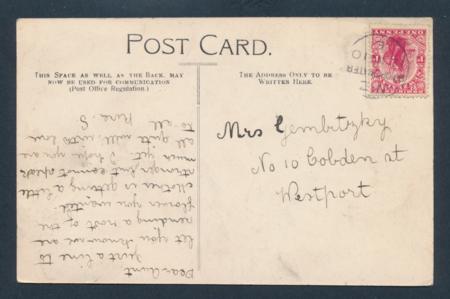 POST CARD.
THIS SPACE AS WELL AS THE BACK, MAY
NOW BE USED FOR COMMUNICATION
(Post Office Regulation.)
THE ADDRESS ONLY TO BE
WRITTEN HERE.
Mrs Gembitzky
No 10 Cobden st
Westport
Dear Aunt
Just a line to
let you know we are
sending a root of the
flower you wanted.
Mother is getting a little
stronger but cannot speak
much yet I hope you are
all quite well, with love
to all Rene. S